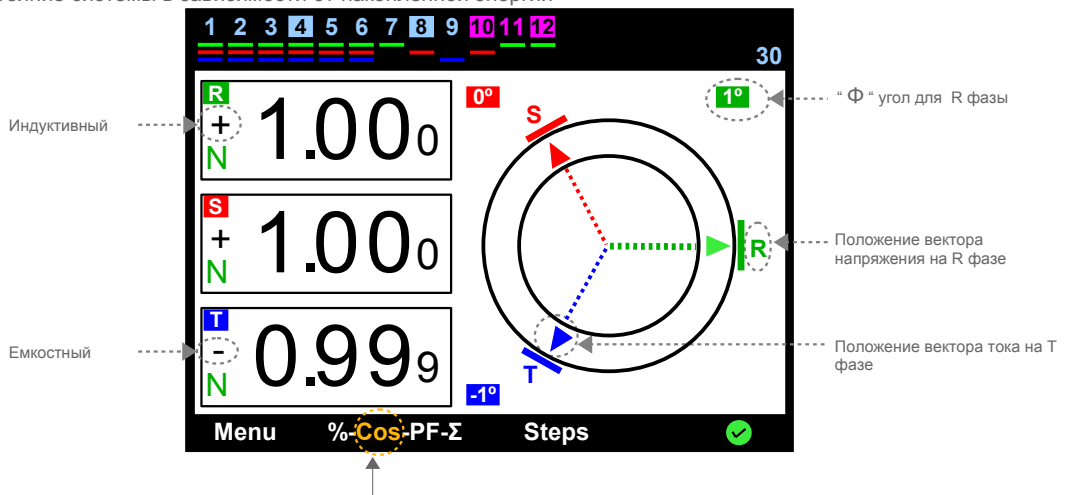 1 2 3 4 5 6 7 8 9 10 11 12
30
R
+
N
1.000
0º
S
1º
“ Ф “ угол для R фазы
Индуктивный
S
+
N
1.000
R
Положение вектора
напряжения на R фазе
T
-
N
0.999
Емкостный
T
-1º
Положение вектора тока на Т
фазе
Menu %-Cos-PF-Σ Steps